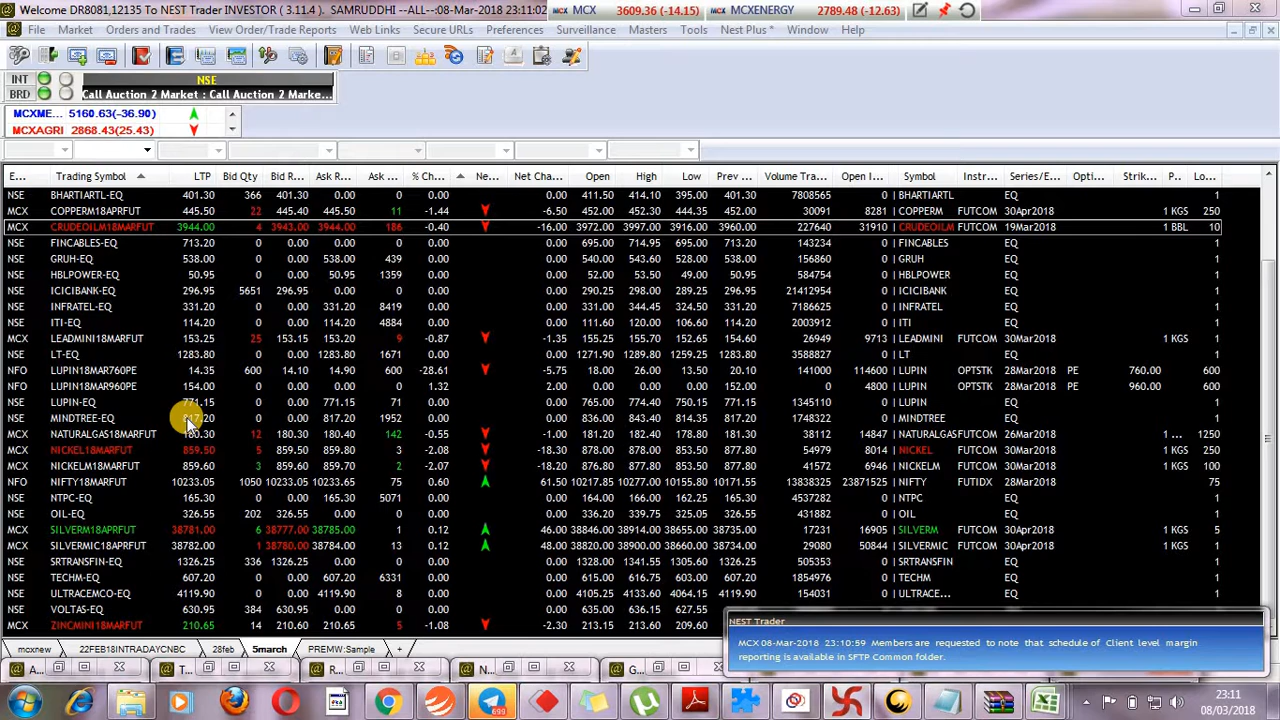 Welcome DR8081,12135 To NEST Trader INVESTOR ( 3.11.4 ). SAMRUDDHI --ALL--:08-Mar-2018 23:11:02
MCX 3609.36 (-14.15) MCXENERGY 2789.48 (-12.63)
File Market Orders and Trades View Order/Trade Reports Web Links Secure URLs Preferences Surveillance Masters Tools Nest Plus Window Help
INT NSE
BRD Call Auction 2 Market : Call Auction 2 Marke...
MCXME... 5160.63(-36.90)
MCXAGRI 2868.43(25.43)
E... Trading Symbol LTP Bid Qty Bid R... Ask R... Ask ... % Ch... Ne... Net Cha... Open High Low Prev ... Volume Tra... Open I... Symbol Instr... Series/E... Opti... Strik... P.. Lo...
NSE BHARTIARTL-EQ 401.30 366 401.30 0.00 0 0.00 0.00 411.50 414.10 395.00 401.30 7808565 0 | BHARTIARTL EQ 1
MCX COPPERM18APRFUT 445.50 22 445.40 445.50 11 -1.44 -6.50 452.00 452.00 444.35 452.00 30091 8281 | COPPERM FUTCOM 30Apr2018 1 KGS 250
MCX CRUDEOILM18MARFUT 3944.00 4 3943.00 3944.00 186 -0.40 -16.00 3972.00 3997.00 3916.00 3960.00 227640 31910 | CRUDEOILM FUTCOM 19Mar2018 1 BBL 10
NSE FINCABLES-EQ 713.20 0 0.00 0.00 0 0.00 0.00 695.00 714.95 695.00 713.20 143234 0 | FINCABLES EQ 1
NSE GRUH-EQ 538.00 0 0.00 538.00 439 0.00 0.00 540.00 543.60 535.00 538.00 156860 0 | GRUH EQ 1
NSE HBLPOWER-EQ 50.95 0 0.00 50.95 1359 0.00 0.00 52.00 53.50 49.00 50.95 584754 0 | HBLPOWER EQ 1
NSE ICICIBANK-EQ 296.95 5651 296.95 0.00 0 0.00 0.00 290.25 298.00 289.35 296.95 21412954 0 | ICICIBANK EQ 1
NSE INFRATEL-EQ 331.20 0 0.00 331.20 8419 0.00 0.00 331.00 344.45 324.50 331.20 7186625 0 | INFRATEL EQ 1
NSE ITI-EQ 114.20 0 0.00 114.20 4884 0.00 0.00 111.60 120.00 106.60 114.20 2003912 0 | ITI EQ 1
MCX LEADMINI18MARFUT 153.25 25 153.15 153.25 9 -0.87 -1.35 155.25 155.70 152.65 154.60 26949 9713 | LEADMINI FUTCOM 30Mar2018 1 KGS
NSE LT-EQ 1283.80 0 0.00 1283.80 1671 0.00 0.00 1271.90 1289.80 1259.25 1283.80 3588827 0 | LT EQ 1
NFO LUPIN18MAR760PE 14.35 600 14.10 14.90 600 -28.61 -5.75 18.00 26.00 13.50 20.10 141000 114600 | LUPIN OPTSTK 28Mar2018 PE 760.00 600
NFO LUPIN18MAR960PE 154.00 0 0.00 0.00 0 1.32 2.00 0.00 0.00 0.00 152.00 0 4800 | LUPIN OPTSTK 28Mar2018 PE 960.00 600
NSE LUPIN-EQ 771.15 0 0.00 771.15 71 0.00 0.00 765.00 774.40 750.10 771.15 1345110 0 | LUPIN EQ 1
NSE MINDTREE-EQ 817.20 0 0.00 817.20 1952 0.00 0.00 836.00 843.40 814.35 817.20 1748322 0 | MINDTREE EQ 1
MCX NATURALGAS18MARFUT 180.30 12 180.30 180.40 142 -0.55 -1.00 181.20 182.40 178.80 181.30 38112 14847 | NATURALGAS FUTCOM 26Mar2018 1 ... 1250
MCX NICKEL18MARFUT 859.50 5 859.50 859.80 3 -2.08 -18.30 878.00 878.00 853.50 877.80 54979 8014 | NICKEL FUTCOM 30Mar2018 1 KGS 250
MCX NICKELM18MARFUT 859.60 3 859.60 859.70 2 -2.07 -18.20 876.80 877.80 853.50 877.80 41572 6946 | NICKELM FUTCOM 30Mar2018 1 KGS 100
NFO NIFTY18MARFUT 10233.05 1050 10233.05 10233.65 75 0.60 61.50 10217.85 10277.00 10155.80 10171.55 13838325 23871525 | NIFTY FUTIDX 28Mar2018 75
NSE NTPC-EQ 165.30 0 0.00 165.30 5071 0.00 0.00 164.00 166.00 162.25 165.30 4537282 0 | NTPC EQ 1
NSE OIL-EQ 326.55 202 326.55 0.00 0 0.00 0.00 336.20 339.75 325.05 326.55 431882 0 | OIL EQ 1
MCX SILVERM18APRFUT 38781.00 6 38777.00 38785.00 1 0.12 46.00 38846.00 38914.00 38655.00 38735.00 17231 16905 | SILVERM FUTCOM 30Apr2018 1 KGS 5
MCX SILVERMIC18APRFUT 38782.00 1 38780.00 38784.00 13 0.12 48.00 38820.00 38900.00 38660.00 38734.00 29080 50844 | SILVERMIC FUTCOM 30Apr2018 1 KGS 1
NSE SRTRANSFIN-EQ 1326.25 0 0.00 1326.25 33 0.00 0.00 1328.00 1341.55 1305.60 1326.25 505353 0 | SRTRANSFIN EQ 1
NSE TECHM-EQ 607.20 0 0.00 607.20 6331 0.00 0.00 615.00 616.75 603.00 607.20 1854976 0 | TECHM EQ 1
NSE ULTRACEMCO-EQ 4119.90 0 0.00 4119.90 8 0.00 0.00 4105.25 4133.60 4064.15 4119.90 154031 0 | ULTRACE... EQ 1
NSE VOLTAS-EQ 630.95 384 630.95 0.00 0 0.00 0.00 635.00 636.15 627.55
MCX ZINCMINI18MARFUT 210.65 14 210.60 210.65 5 -1.08 -2.30 213.15 213.60 209.60
NEST Trader
MCX 08-Mar-2018 23:10:59 Members are requested to note that schedule of Client level margin
reporting is available in SFTP Common folder.
mcxnew 22FEB18INTRADAYCNBC 28feb 5march PREMW:Sample +
A... T... R... N... G...
699
23:11
08/03/2018